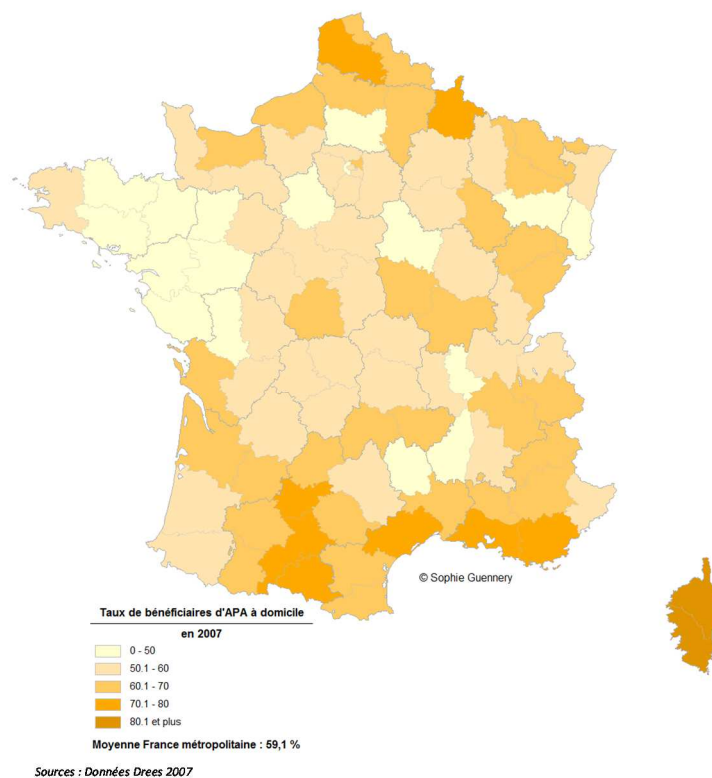 © Sophie Guennery
Taux de bénéficiaires d'APA à domicile
en 2007
0 - 50
50.1 - 60
60.1 - 70
70.1 - 80
80.1 et plus
Moyenne France métropolitaine : 59,1 %
Sources : Données Drees 2007